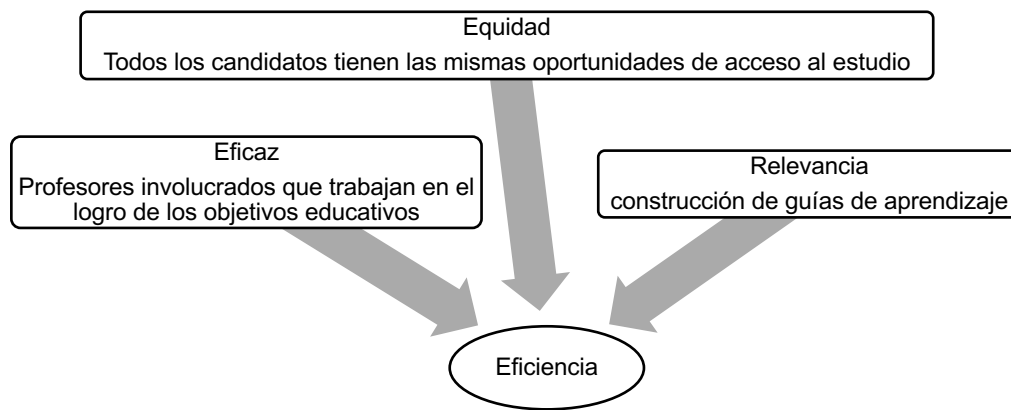 Equidad
Todos los candidatos tienen las mismas oportunidades de acceso al estudio
Eficaz
Profesores involucrados que trabajan en el
logro de los objetivos educativos
Relevancia
construcción de guías de aprendizaje
Eficiencia